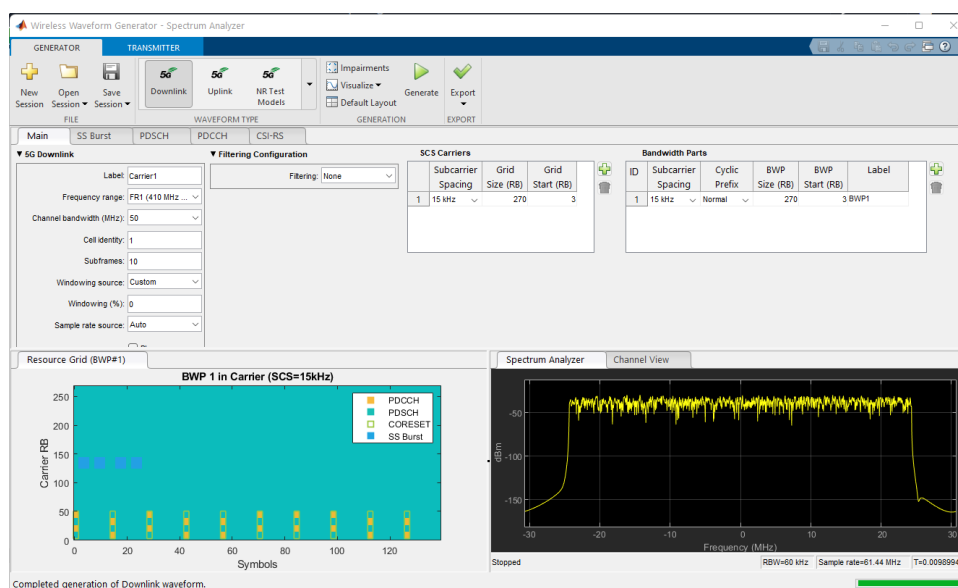 Wireless Waveform Generator - Spectrum Analyzer
GENERATOR TRANSMITTER
New Session
Open Session
Save Session
5G Downlink
5G Uplink
5G NR Test Models
Impairments
Visualize
Default Layout
Generate
Export
FILE WAVEFORM TYPE GENERATION EXPORT
Main SS Burst PDSCH PDCCH CSI-RS
5G Downlink
Label: Carrier1
Frequency range: FR1 (410 MHz ...
Channel bandwidth (MHz): 50
Cell identity: 1
Subframes: 10
Windowing source: Custom
Windowing (%): 0
Sample rate source: Auto
Filtering Configuration
Filtering: None
SCS Carriers
Subcarrier Spacing Grid Size (RB) Grid Start (RB)
1 15 kHz 270 3
Bandwidth Parts
ID Subcarrier Spacing Cyclic Prefix BWP Size (RB) BWP Start (RB) Label
1 15 kHz Normal 270 3 BWP1
Resource Grid (BWP#1)
BWP 1 in Carrier (SCS=15kHz)
250
200
150
100
50
0
Carrier RB
PDCCH
PDSCH
CORESET
SS Burst
0 20 40 60 80 100 120
Symbols
Spectrum Analyzer Channel View
-50
-100
-150
dBm
-30 -20 -10 0 10 20 30
Frequency (MHz)
Stopped RBW=60 kHz Sample rate=61.44 MHz T=0.0098994
Completed generation of Downlink waveform.